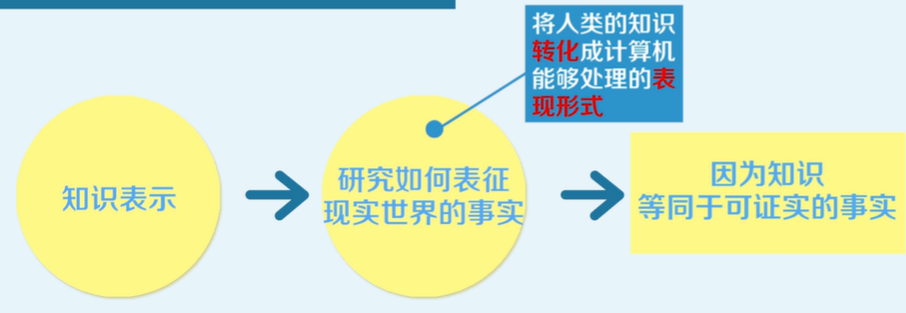 将人类的知识
转化成计算机
能够处理的表
现形式
知识表示
研究如何表征
现实世界的事实
因为知识
等同于可证实的事实